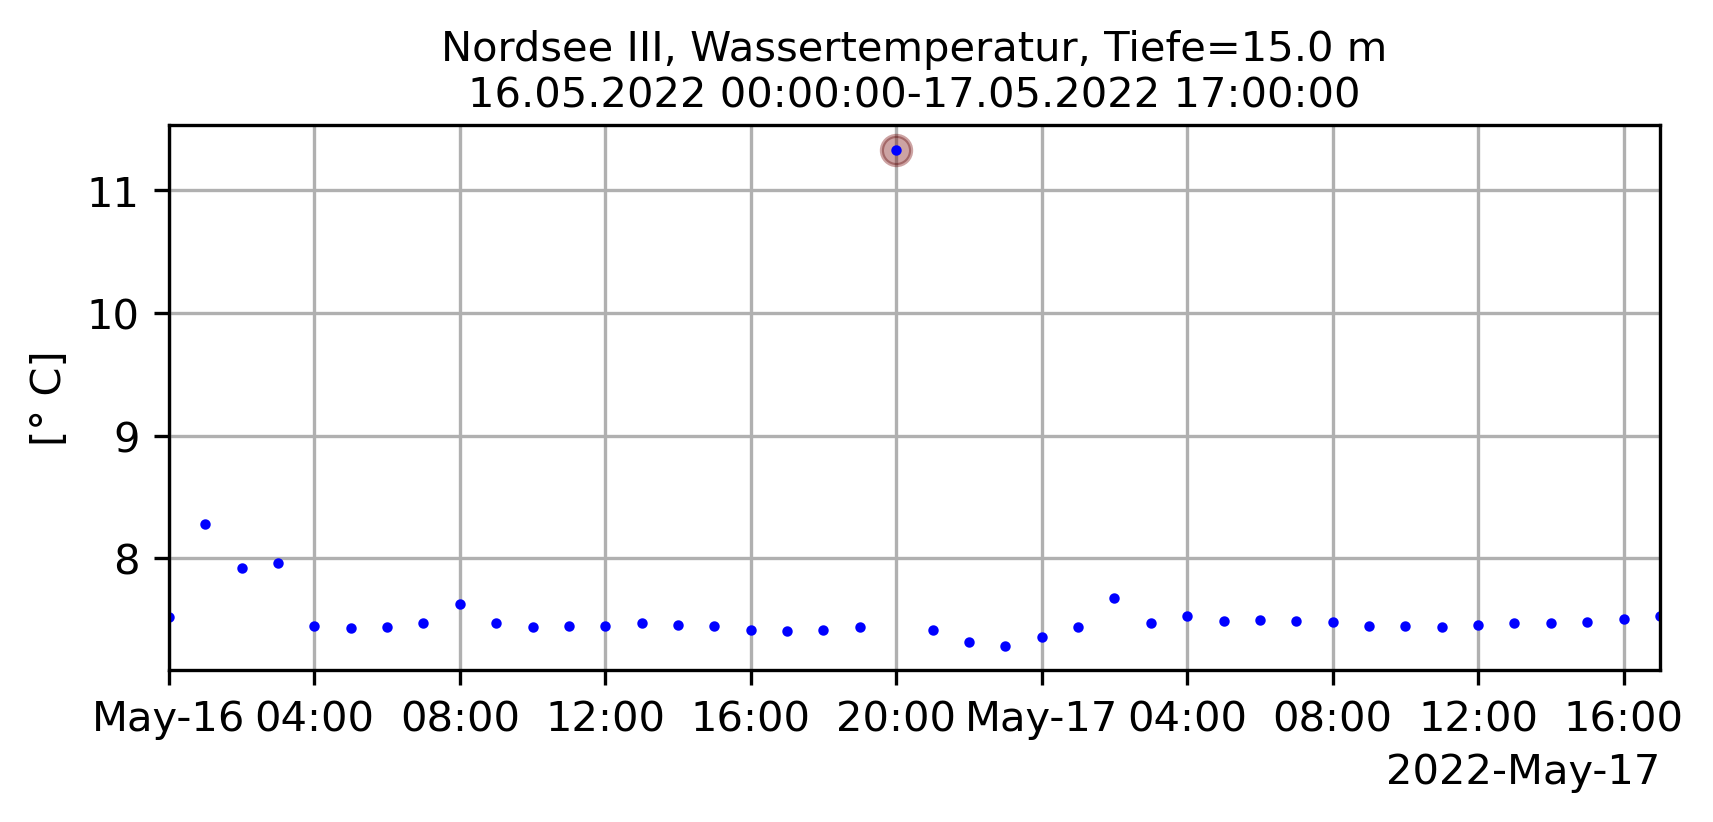 Nordsee III, Wassertemperatur, Tiefe=15.0 m
16.05.2022 00:00:00-17.05.2022 17:00:00
[° C]
11
10
9
8
May-16 04:00 08:00 12:00 16:00 20:00 May-17 04:00 08:00 12:00 16:00
2022-May-17